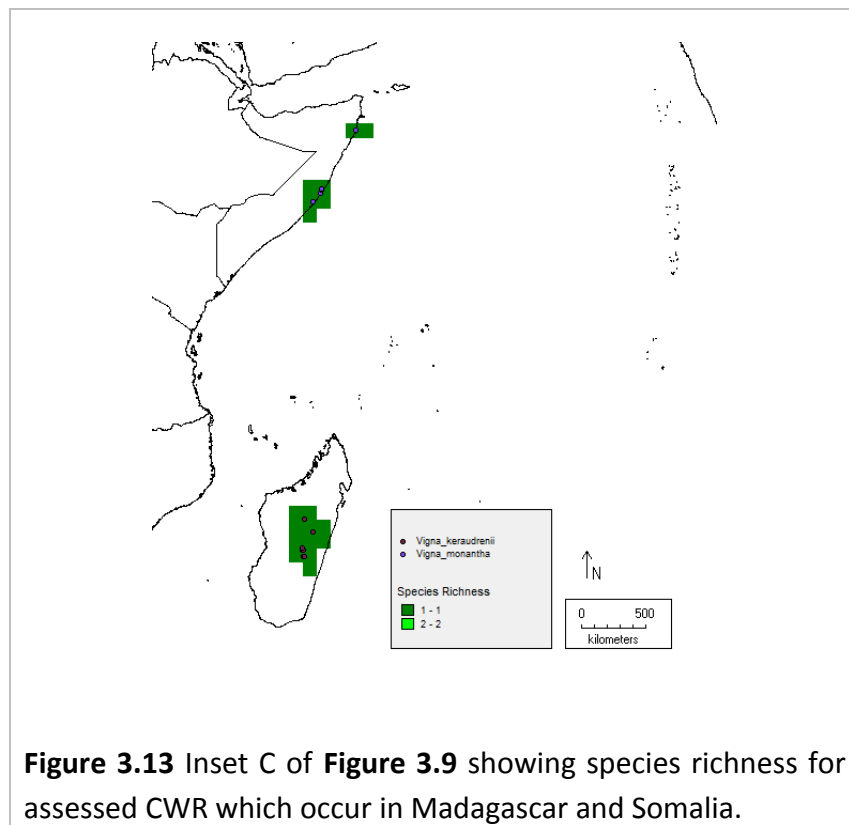 Vigna_keraudrenii
Vigna_monantha
Species Richness
1 - 1
2 - 2
N
0 500
kilometers
Figure 3.13 Inset C of Figure 3.9 showing species richness for
assessed CWR which occur in Madagascar and Somalia.